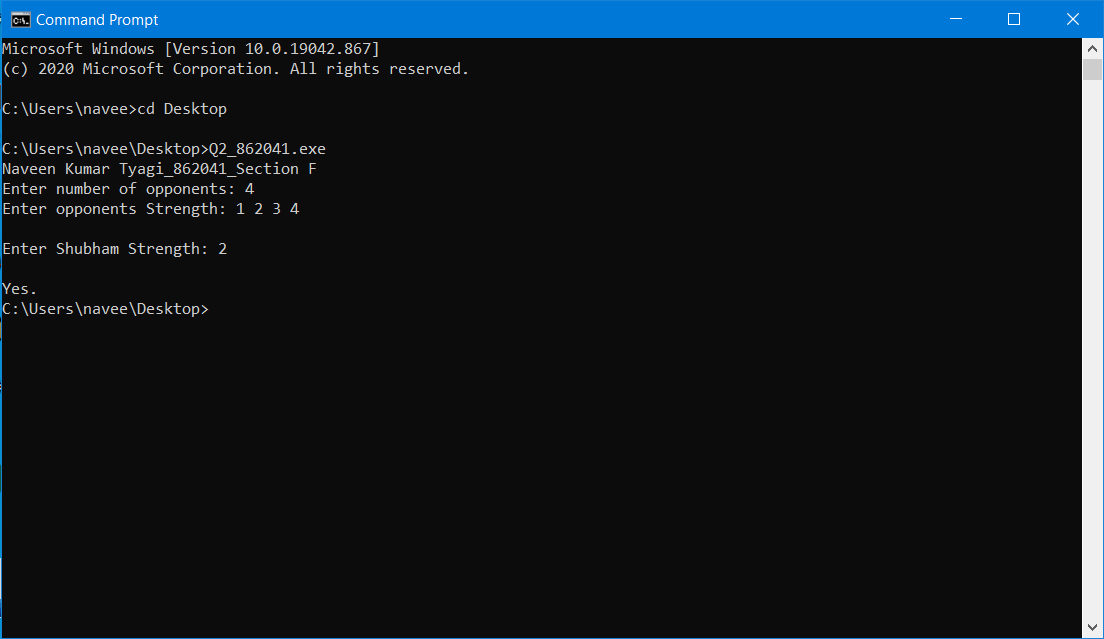 Command Prompt
Microsoft Windows [Version 10.0.19042.867]
(c) 2020 Microsoft Corporation. All rights reserved.
C:\Users\navee>cd Desktop
C:\Users\navee\Desktop>Q2_862041.exe
Naveen Kumar Tyagi_862041_Section F
Enter number of opponents: 4
Enter opponents Strength: 1 2 3 4
Enter Shubham Strength: 2
Yes.
C:\Users\navee\Desktop>